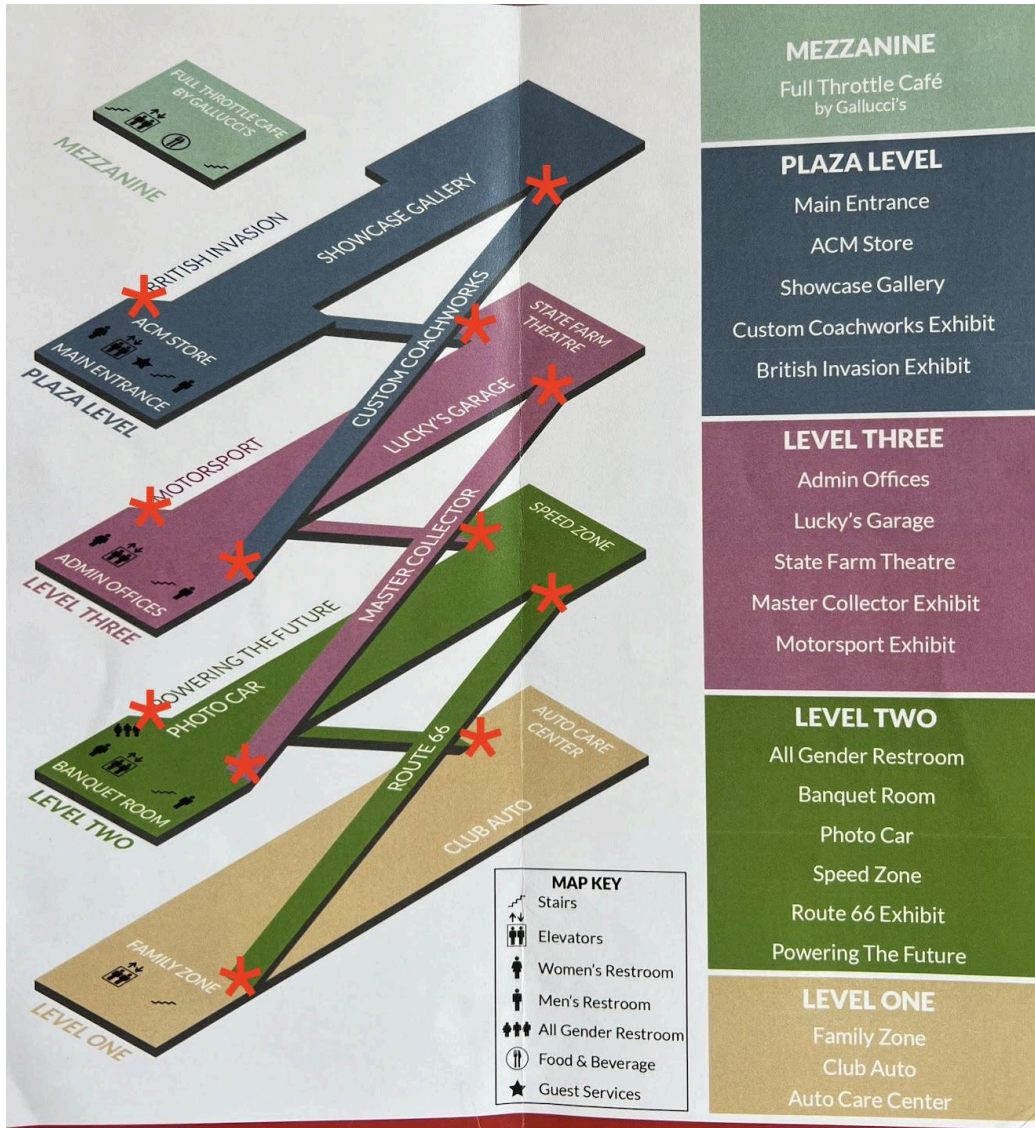 FULL THROTTLE CAFE
BY GALLUCCI'S
MEZZANINE
BRITISH INVASION
SHOWCASE GALLERY
ACM STORE
MAIN ENTRANCE
PLAZA LEVEL
CUSTOM COACHWORKS
STATE FARM
THEATRE
LUCKY'S GARAGE
MOTORSPORT
ADMIN OFFICES
LEVEL THREE
MASTER COLLECTOR
SPEED ZONE
POWERING THE FUTURE
PHOTO CAR
BANQUET ROOM
LEVEL TWO
ROUTE 66
AUTO CARE
CENTER
CLUB AUTO
FAMILY ZONE
LEVEL ONE
MAP KEY
Stairs
Elevators
Women's Restroom
Men's Restroom
All Gender Restroom
Food & Beverage
Guest Services
MEZZANINE
Full Throttle Café
by Gallucci's
PLAZA LEVEL
Main Entrance
ACM Store
Showcase Gallery
Custom Coachworks Exhibit
British Invasion Exhibit
LEVEL THREE
Admin Offices
Lucky's Garage
State Farm Theatre
Master Collector Exhibit
Motorsport Exhibit
LEVEL TWO
All Gender Restroom
Banquet Room
Photo Car
Speed Zone
Route 66 Exhibit
Powering The Future
LEVEL ONE
Family Zone
Club Auto
Auto Care Center